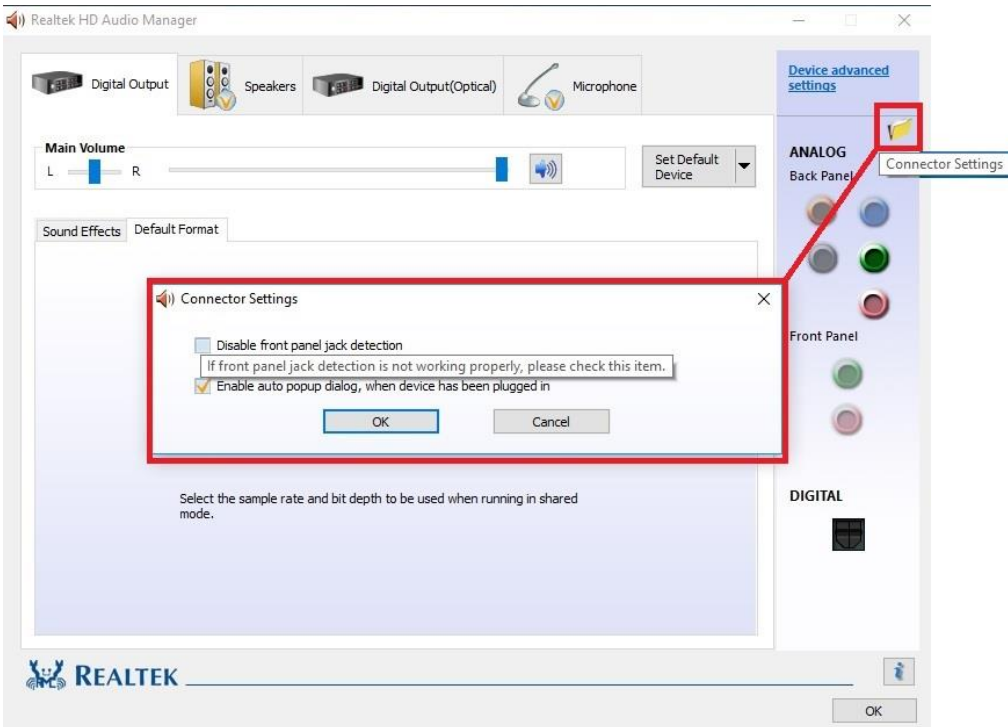 Realtek HD Audio Manager
Digital Output
Speakers
Digital Output(Optical)
Microphone
Device advanced
settings
Main Volume
L
R
Set Default
Device
ANALOG
Connector Settings
Back Panel
Sound Effects
Default Format
Connector Settings
Disable front panel jack detection
If front panel jack detection is not working properly, please check this item.
Enable auto popup dialog, when device has been plugged in
OK
Cancel
Front Panel
Select the sample rate and bit depth to be used when running in shared
mode.
DIGITAL
REALTEK
i
OK